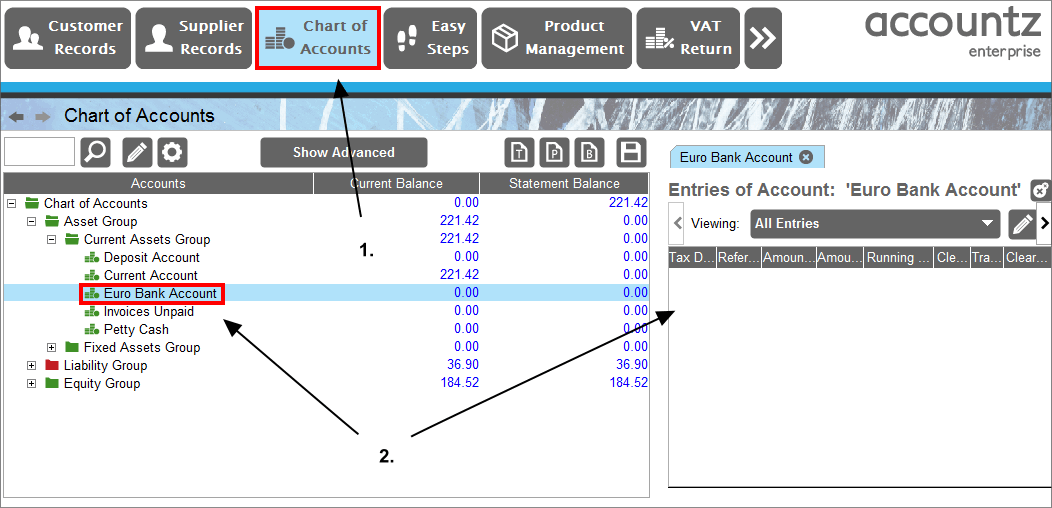 Customer Records
Supplier Records
Chart of Accounts
Easy Steps
Product Management
VAT Return
accountz
enterprise
Chart of Accounts
Show Advanced
T
P
B
Euro Bank Account
Accounts Current Balance Statement Balance
Chart of Accounts 0.00 221.42
Asset Group 221.42 0.00
Current Assets Group 221.42 0.00
Deposit Account 0.00 0.00
Current Account 221.42 0.00
Euro Bank Account 0.00 0.00
Invoices Unpaid 0.00 0.00
Petty Cash 0.00 0.00
Fixed Assets Group 0.00 0.00
Liability Group 36.90 36.90
Equity Group 184.52 184.52
Entries of Account: 'Euro Bank Account'
Viewing: All Entries
Tax D... Refer... Amoun... Amou... Running ... Cle... Tra... Clear...
1.
2.